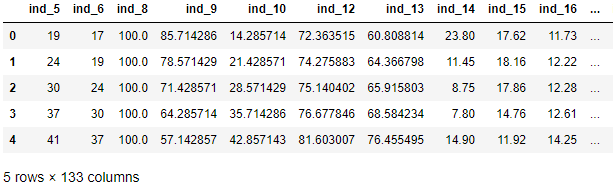 ind_5 ind_6 ind_8 ind_9 ind_10 ind_12 ind_13 ind_14 ind_15 ind_16 ...
0 19 17 100.0 85.714286 14.285714 72.363515 60.808814 23.80 17.62 11.73 ...
1 24 19 100.0 78.571429 21.428571 74.275883 64.366798 11.45 18.16 12.22 ...
2 30 24 100.0 71.428571 28.571429 75.140402 65.915803 8.75 17.86 12.28 ...
3 37 30 100.0 64.285714 35.714286 76.677846 68.584234 7.80 14.76 12.61 ...
4 41 37 100.0 57.142857 42.857143 81.603007 76.455495 14.90 11.92 14.25 ...
5 rows × 133 columns